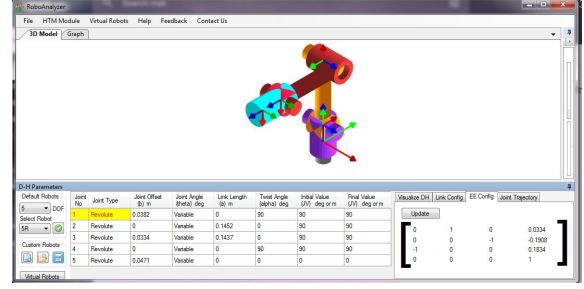 RoboAnalyzer
File HTM Module Virtual Robots Help Feedback Contact Us
3D Model Graph
D-H Parameters
Default Robots
5 DOF
Select Robot
5R
Custom Robots
Virtual Robots
Joint No Joint Type Joint Offset (b) m Joint Angle (theta) deg Link Length (a) m Twist Angle (alpha) deg Initial Value (JV) deg or m Final Value (JV) deg or m
1 Revolute 0.0382 Variable 0 90 90 90
2 Revolute 0 Variable 0.1452 0 90 90
3 Revolute 0.0334 Variable 0.1437 0 0 0
4 Revolute 0 Variable 0 90 90 90
5 Revolute 0.0471 Variable 0 0 0 0
Visualize DH Link Config EE Config Joint Trajectory
Update
0 1 0 0.0334
0 0 -1 -0.1908
-1 0 0 0.1834
0 0 0 1